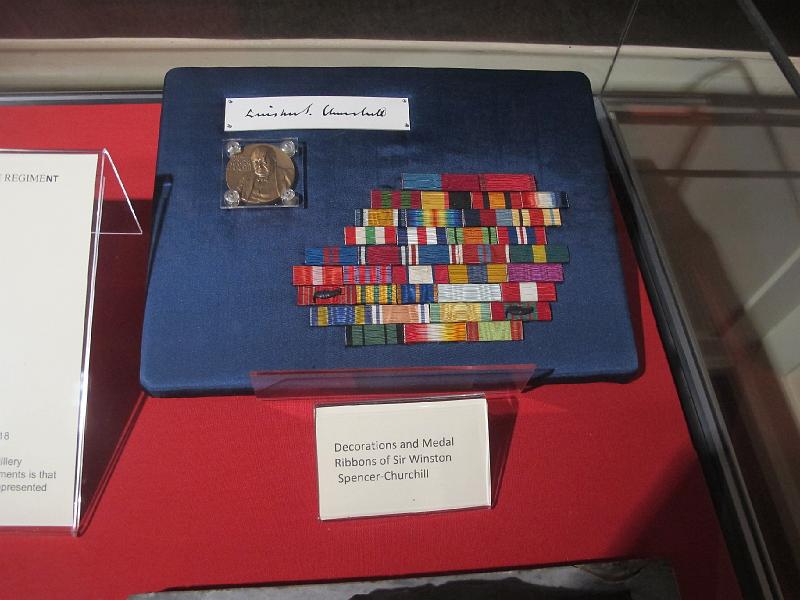 Winston S. Churchill
REGIMENT
18
illery
ments is that
presented
Decorations and Medal
Ribbons of Sir Winston
Spencer-Churchill